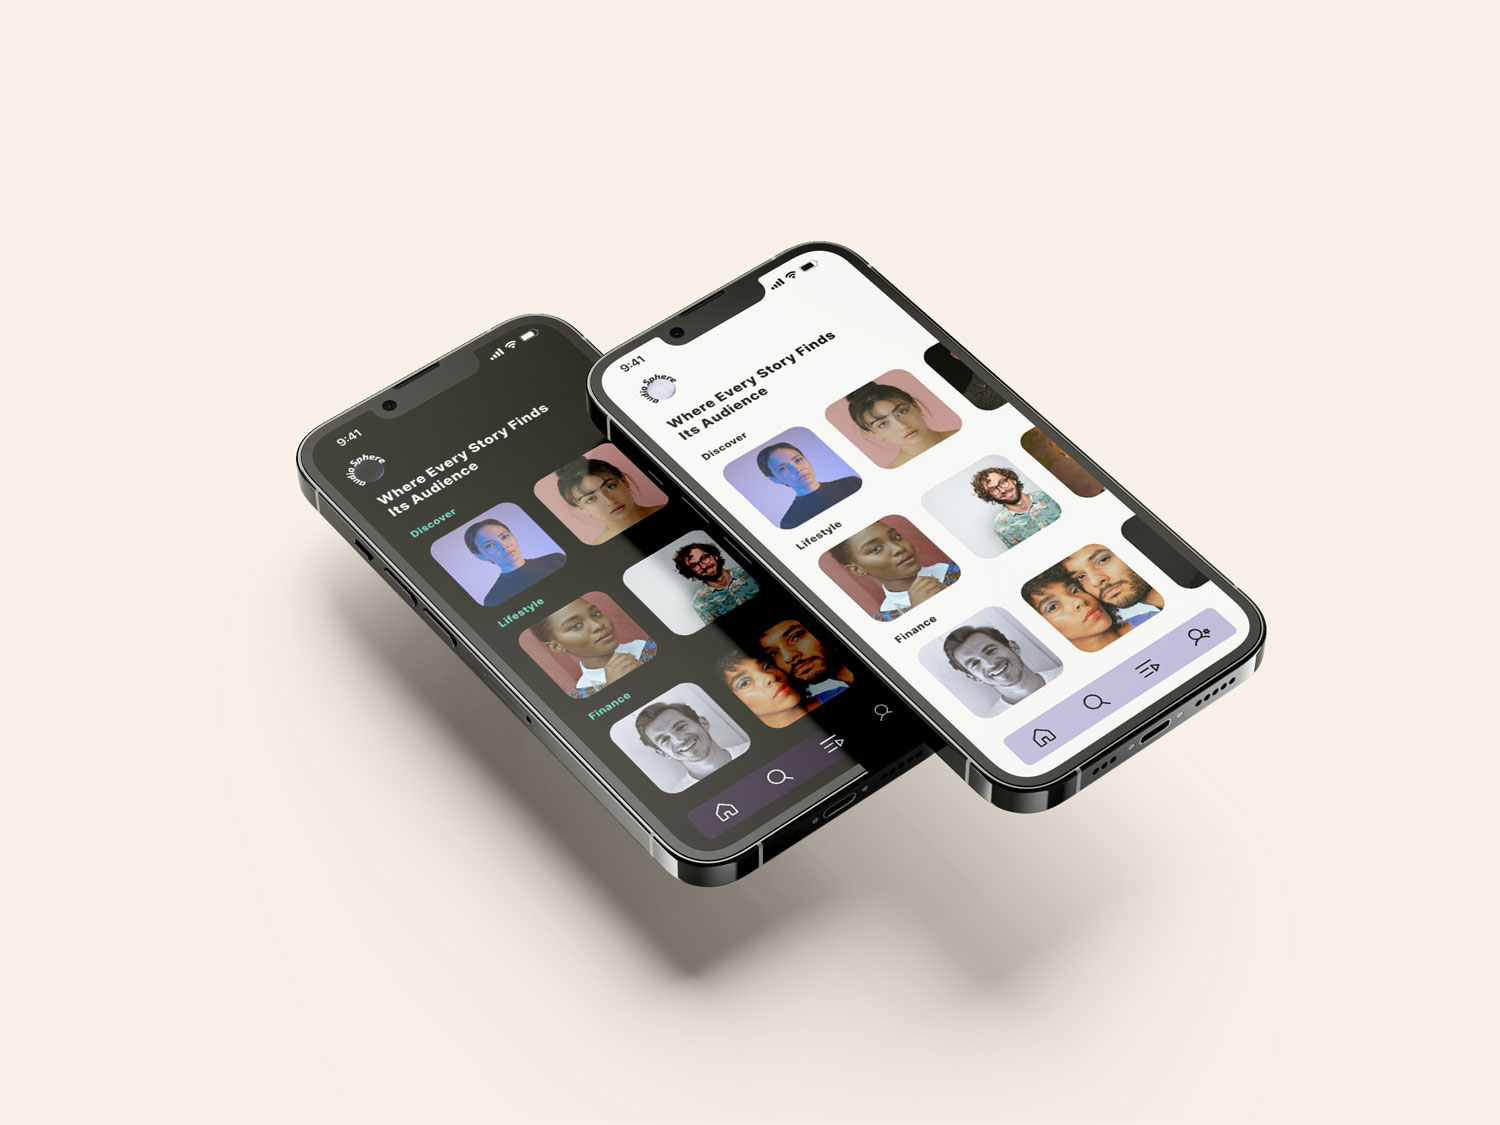 9:41
Audio Sphere
Where Every Story Finds
Its Audience
Discover
Lifestyle
Finance
9:41
Audio Sphere
Where Every Story Finds
Its Audience
Discover
Lifestyle
Finance